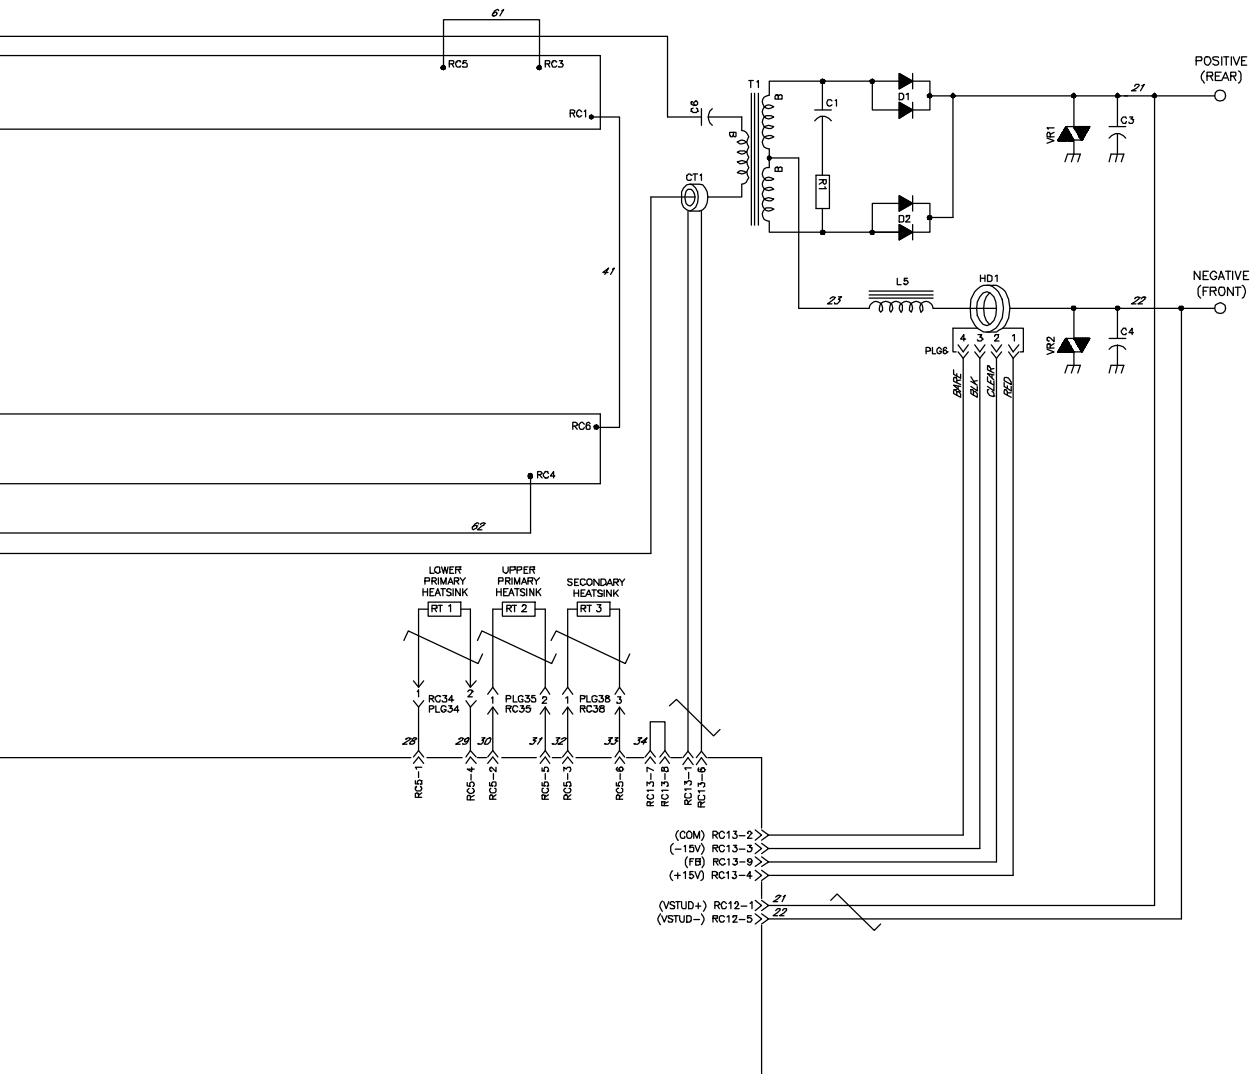 61
RC5
RC3
RC1
C6
T1
B
B
B
C1
R1
D1
D2
21
POSITIVE
(REAR)
VR1
C3
CT1
41
23
L5
HD1
22
NEGATIVE
(FRONT)
VR2
C4
PLG6
4 3 2 1
BARE
BLK
CLEAR
RED
RC6
RC4
62
LOWER
PRIMARY
HEATSINK
UPPER
PRIMARY
HEATSINK
SECONDARY
HEATSINK
RT 1
RT 2
RT 3
1
RC34
PLG34
2
1
PLG35
RC35
2
1
PLG38
RC38
3
28
29
30
31
32
33
34
RC5-1
RC5-4
RC5-2
RC5-5
RC5-3
RC5-6
RC13-7
RC13-8
RC13-1
RC13-6
(COM) RC13-2
(-15V) RC13-3
(FB) RC13-9
(+15V) RC13-4
(VSTUD+) RC12-1
21
(VSTUD-) RC12-5
22